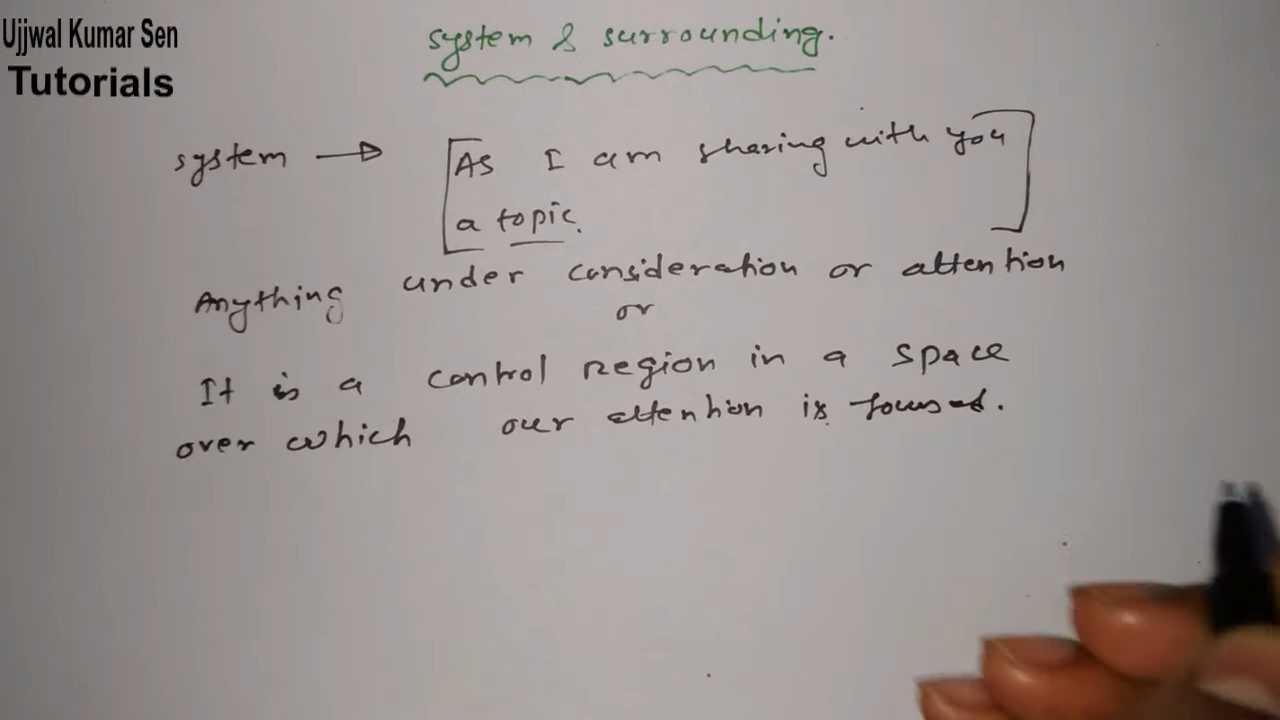 Ujjwal Kumar Sen
Tutorials
system & surrounding.
system → [As I am sharing with you
a topic.]
Anything under consideration or attention
or
It is a control region in a space
over which our attention is focused.